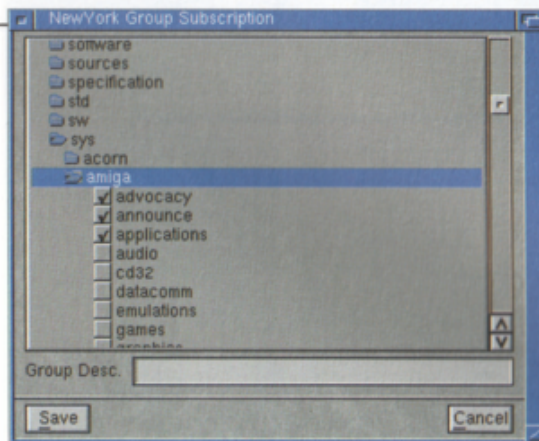 NewYork Group Subscription
software
sources
specification
std
sw
sys
acorn
amiga
advocacy
announce
applications
audio
cd32
datacomm
emulations
games
graphics
Group Desc.
Save
Cancel